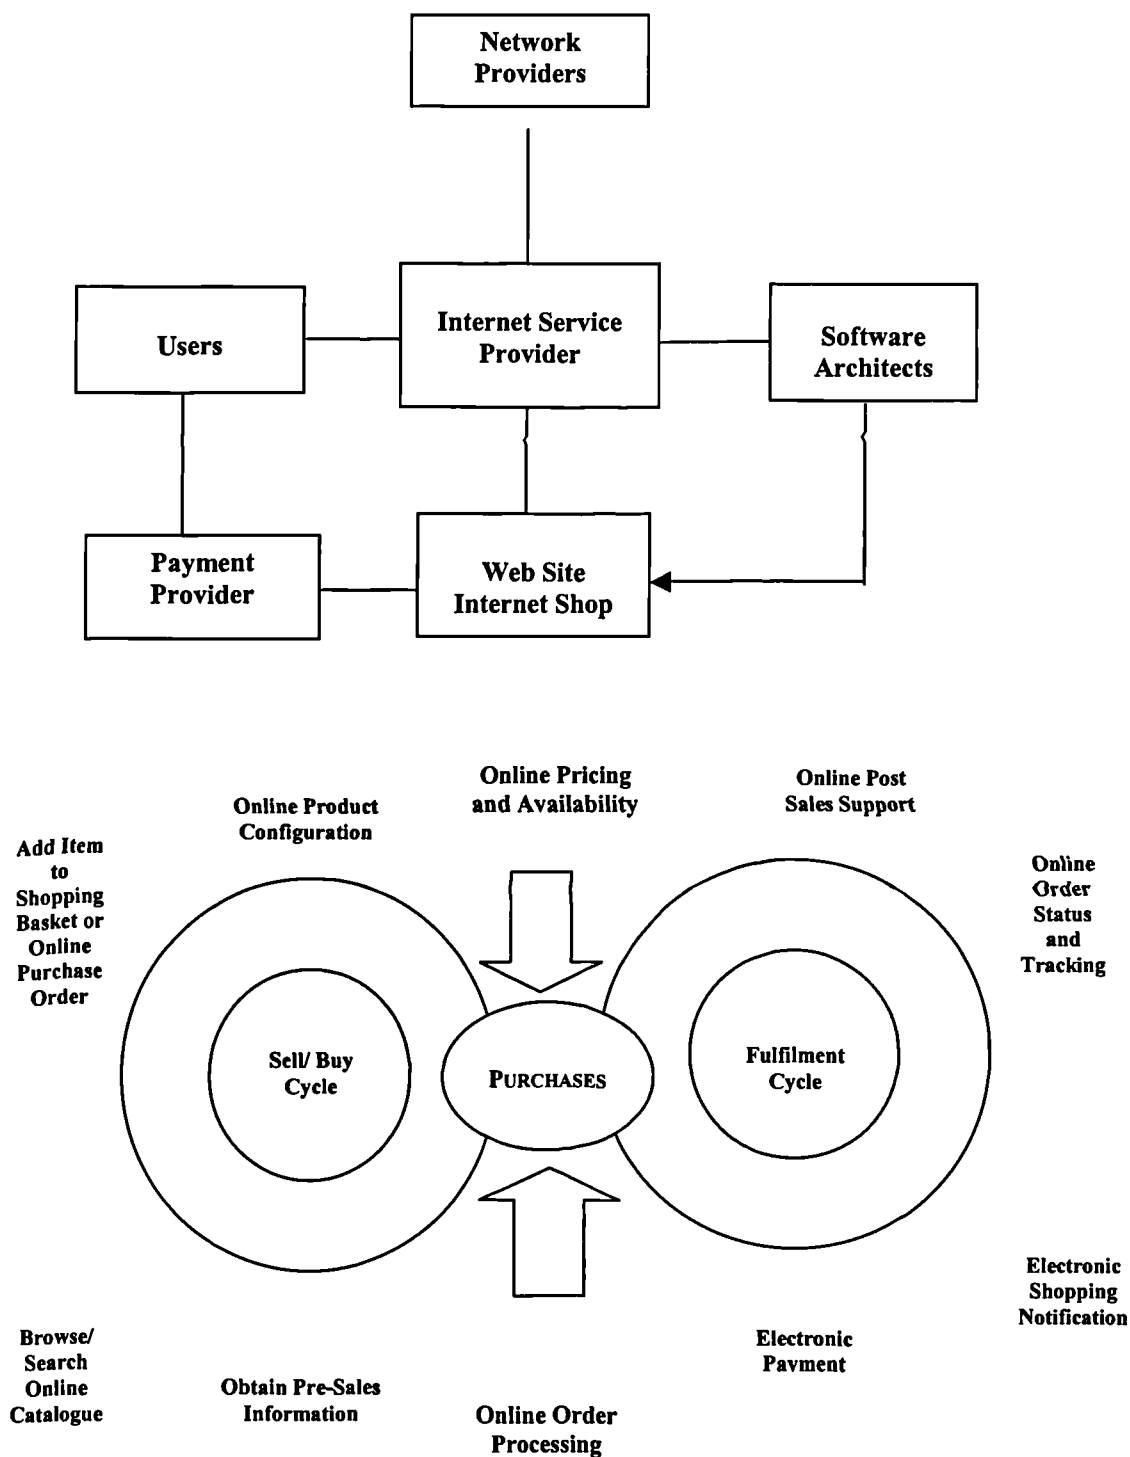 Network
Providers
Users
Internet Service
Provider
Software
Architects
Payment
Provider
Web Site
Internet Shop
Online Pricing
and Availability
Online Post
Sales Support
Online Product
Configuration
Add Item
to
Shopping
Basket or
Online
Purchase
Order
Online
Order
Status
and
Tracking
Sell/ Buy
Cycle
PURCHASES
Fulfilment
Cycle
Electronic
Shopping
Notification
Browse/
Search
Online
Catalogue
Obtain Pre-Sales
Information
Electronic
Payment
Online Order
Processing